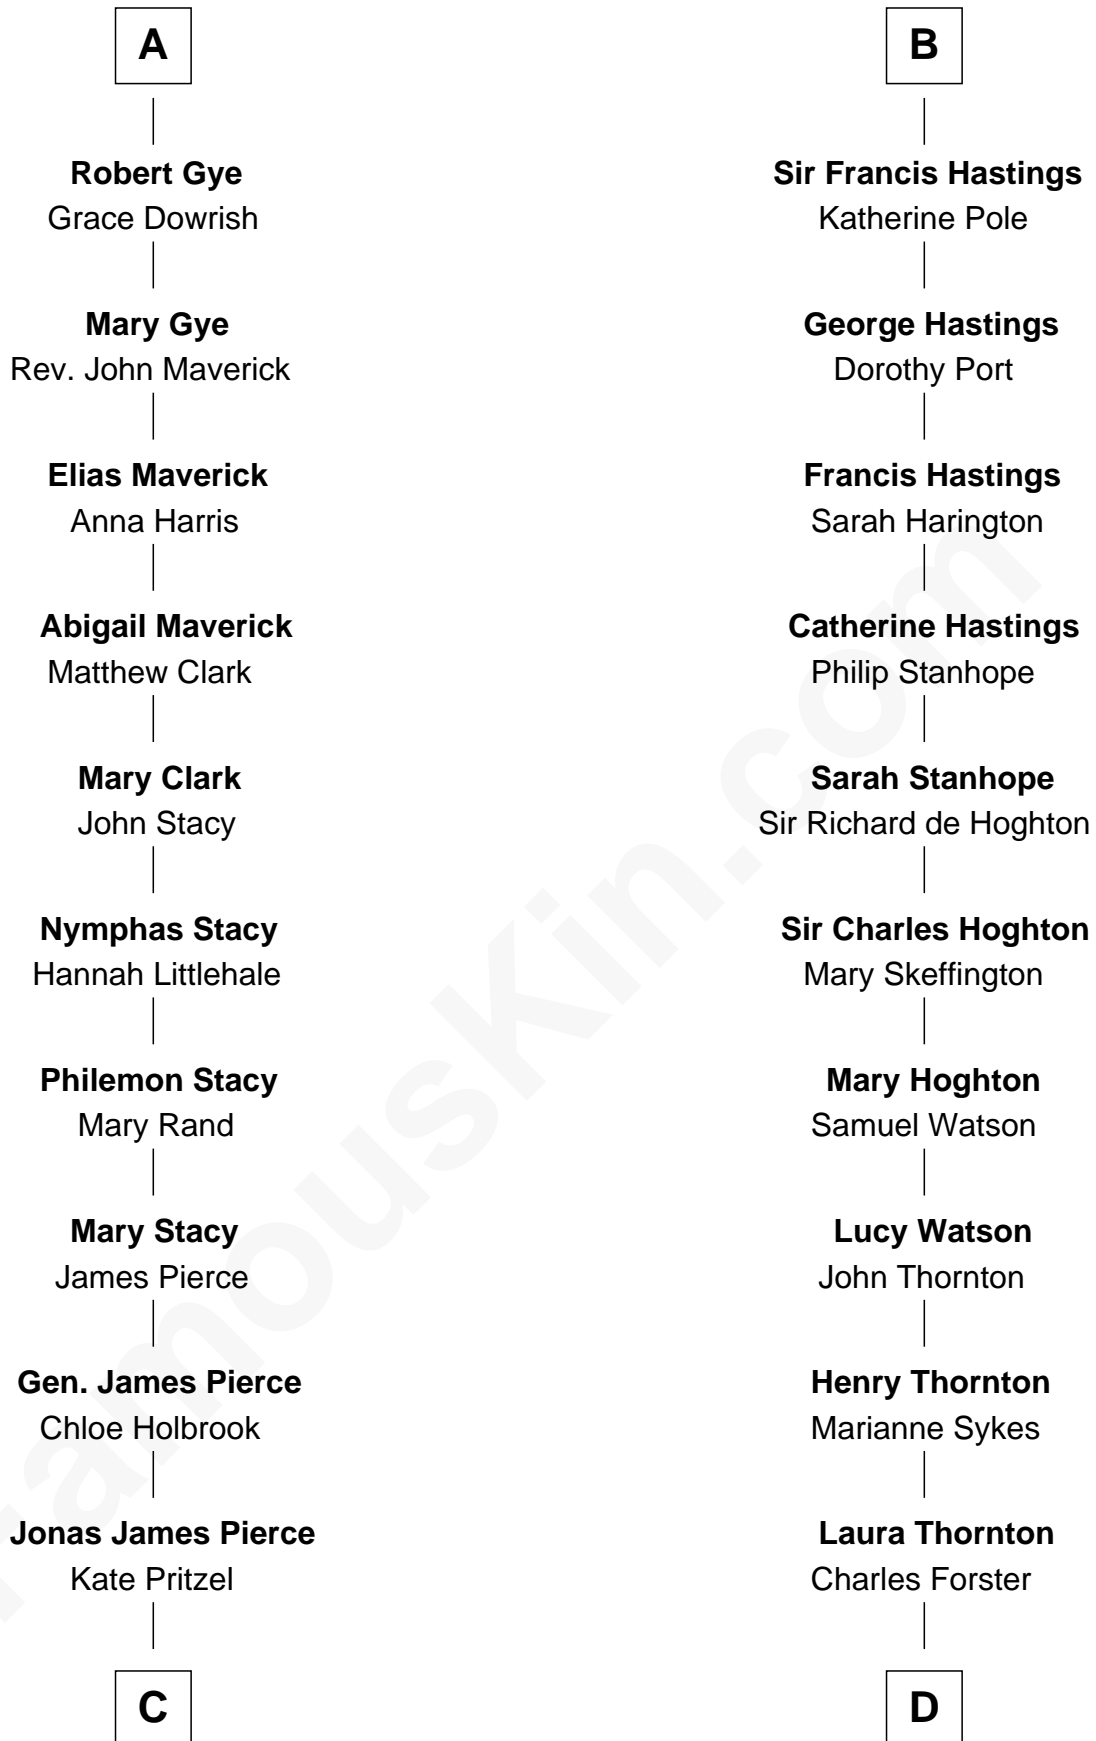 A
Robert Gye
Grace Dowrish
Mary Gye
Rev. John Maverick
Elias Maverick
Anna Harris
Abigail Maverick
Matthew Clark
Mary Clark
John Stacy
Nymphas Stacy
Hannah Littlehale
Philemon Stacy
Mary Rand
Mary Stacy
James Pierce
Gen. James Pierce
Chloe Holbrook
Jonas James Pierce
Kate Pritzel
C
B
Sir Francis Hastings
Katherine Pole
George Hastings
Dorothy Port
Francis Hastings
Sarah Harington
Catherine Hastings
Philip Stanhope
Sarah Stanhope
Sir Richard de Hoghton
Sir Charles Hoghton
Mary Skeffington
Mary Hoghton
Samuel Watson
Lucy Watson
John Thornton
Henry Thornton
Marianne Sykes
Laura Thornton
Charles Forster
D
FamousKin.com